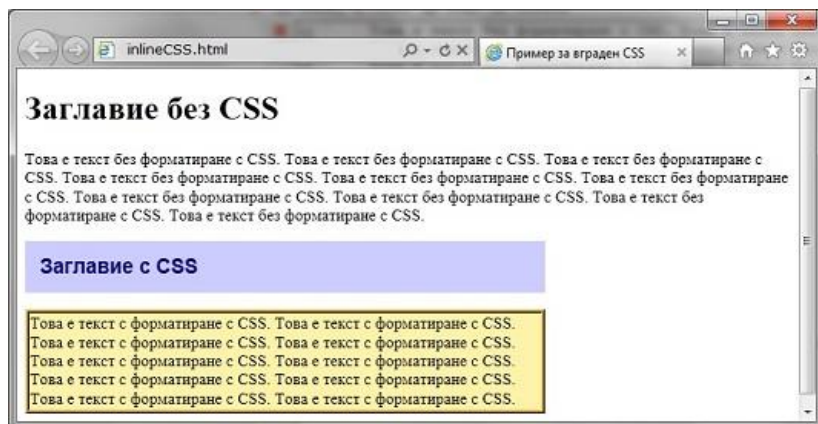 inlineCSS.html
Пример за вграден CSS
Заглавие без CSS
Това е текст без форматиране с CSS. Това е текст без форматиране с CSS. Това е текст без форматиране с
CSS. Това е текст без форматиране с CSS. Това е текст без форматиране с CSS. Това е текст без форматиране
с CSS. Това е текст без форматиране с CSS. Това е текст без форматиране с CSS. Това е текст без
форматиране с CSS. Това е текст без форматиране с CSS.
Заглавие с CSS
Това е текст с форматиране с CSS. Това е текст с форматиране с CSS.
Това е текст с форматиране с CSS. Това е текст с форматиране с CSS.
Това е текст с форматиране с CSS. Това е текст с форматиране с CSS.
Това е текст с форматиране с CSS. Това е текст с форматиране с CSS.
Това е текст с форматиране с CSS. Това е текст с форматиране с CSS.